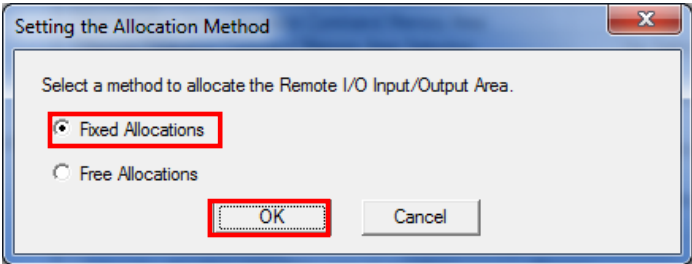 Setting the Allocation Method
Select a method to allocate the Remote I/O Input/Output Area.
Fixed Allocations
Free Allocations
OK Cancel